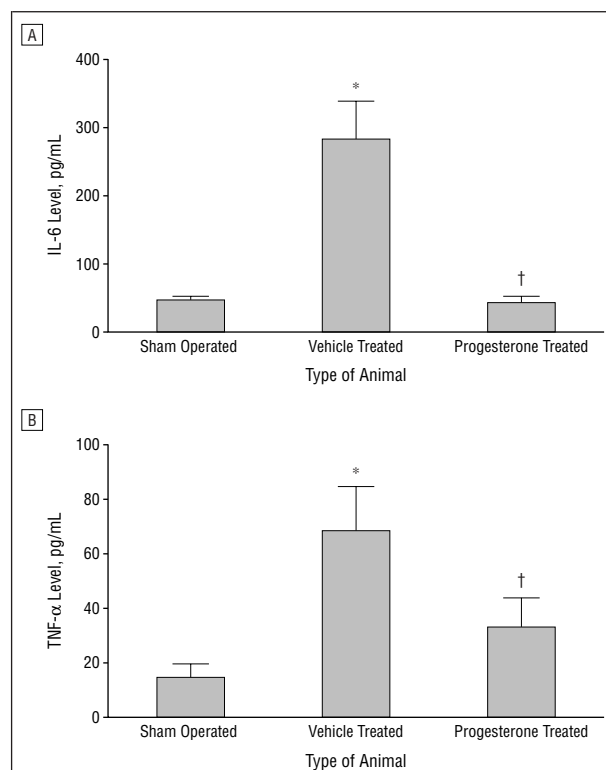 A
400
*
300
IL-6 Level, pg/mL
200
100
†
0
Sham Operated Vehicle Treated Progesterone Treated
Type of Animal
B
100
*
80
TNF-α Level, pg/mL
60
†
40
20
0
Sham Operated Vehicle Treated Progesterone Treated
Type of Animal